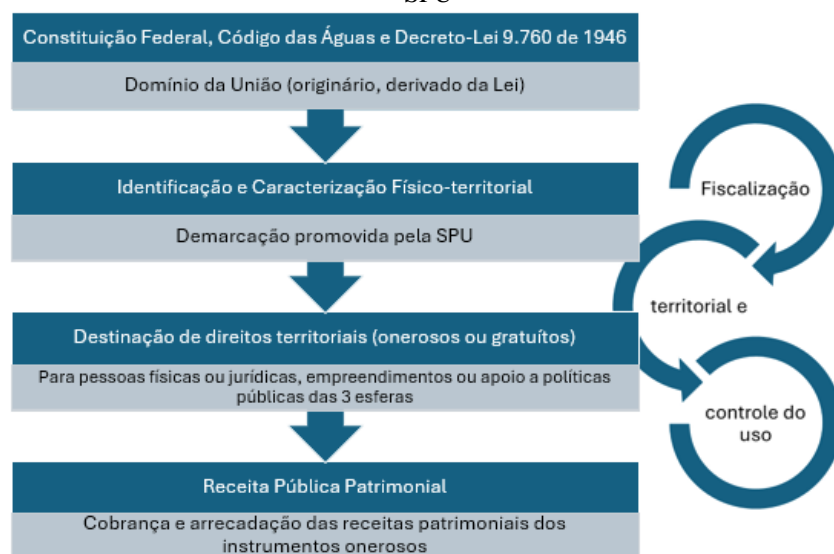 SPU
Constituição Federal, Código das Águas e Decreto-Lei 9.760 de 1946
Domínio da União (originário, derivado da Lei)
Identificação e Caracterização Físico-territorial
Demarcação promovida pela SPU
Destinação de direitos territoriais (onerosos ou gratuítos)
Para pessoas físicas ou jurídicas, empreendimentos ou apoio a políticas
públicas das 3 esferas
Receita Pública Patrimonial
Cobrança e arrecadação das receitas patrimoniais dos
instrumentos onerosos
Fiscalização
territorial e
controle do
uso